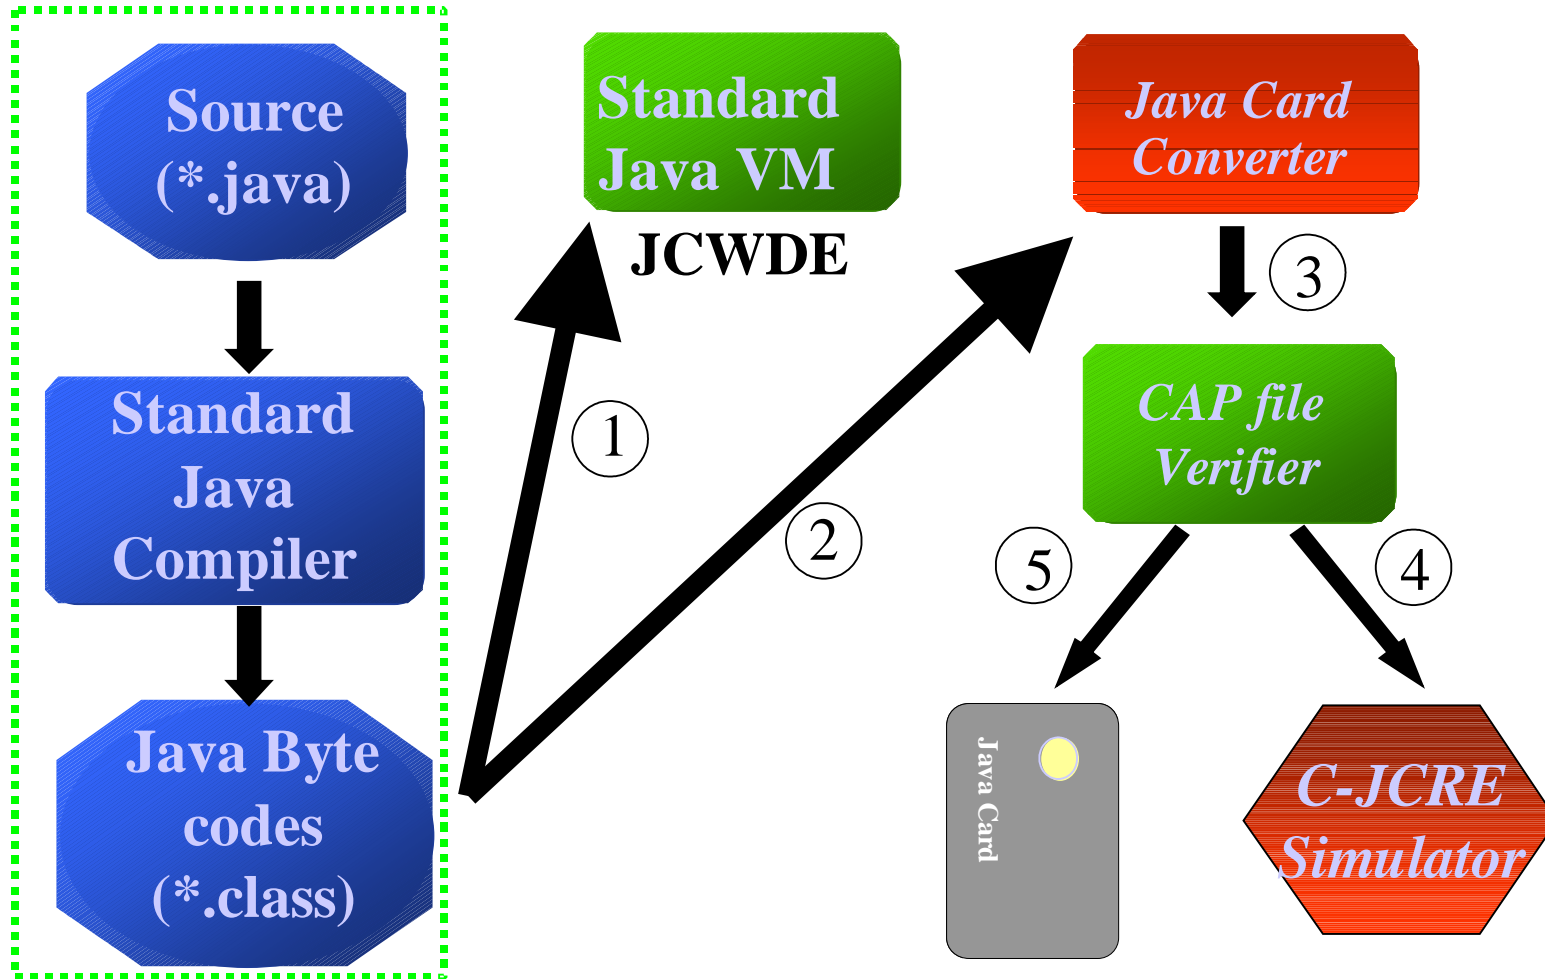 Source
(*.java)
Standard
Java
Compiler
Java Byte
codes
(*.class)
Standard
Java VM
JCWDE
1
2
Java Card
Converter
3
CAP file
Verifier
5
4
Java Card
C-JCRE
Simulator